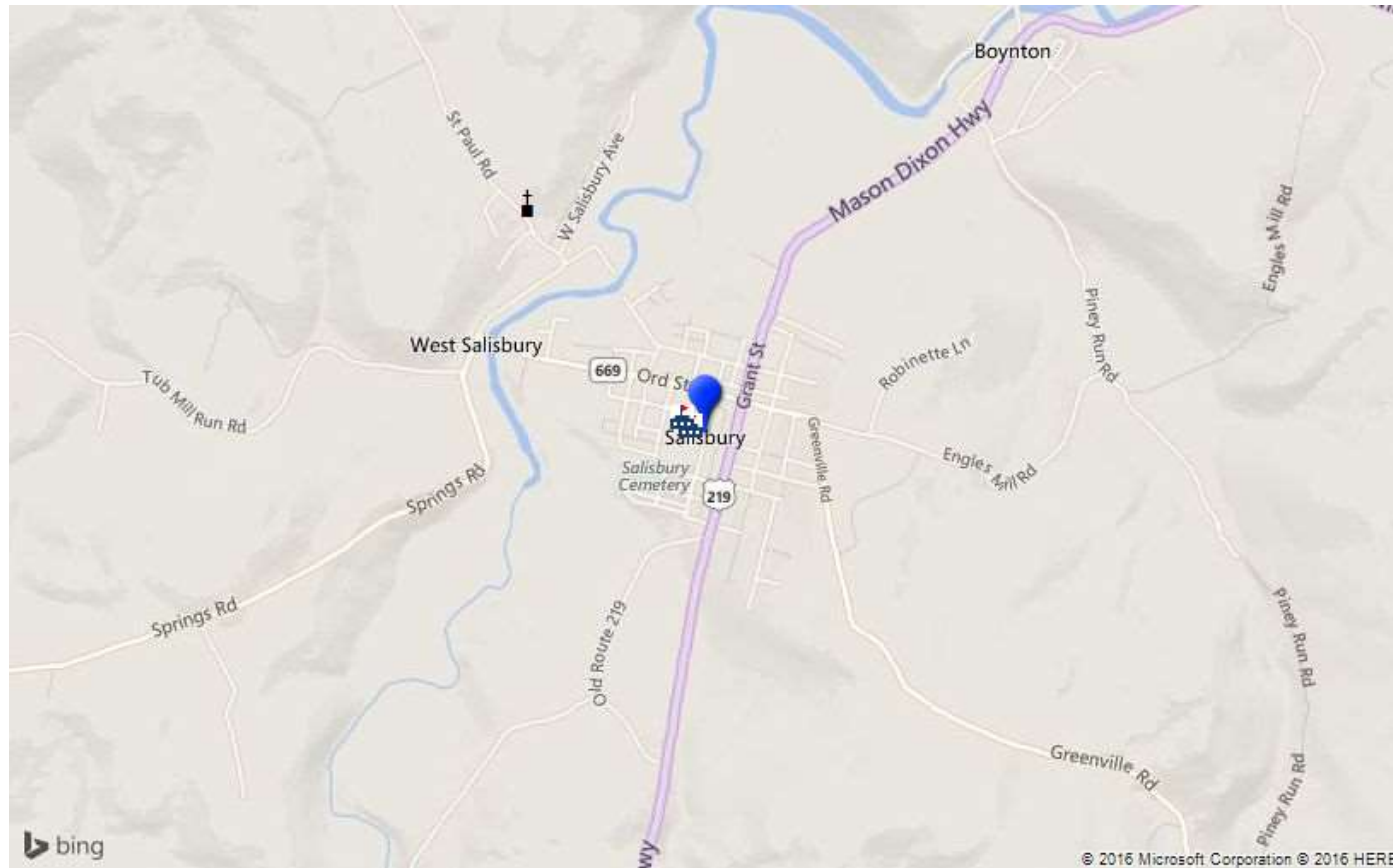 Boynton
Mason Dixon Hwy
St Paul Rd
W Salisbury Ave
Engles Mill Rd
Piney Run Rd
West Salisbury
669
Ord St
Grant St
Robinette Ln
Tub Mill Run Rd
Salisbury
Greenville Rd
Engles Mill Rd
Salisbury
Cemetery
219
Springs Rd
Springs Rd
Old Route 219
Piney Run Rd
Greenville Rd
Piney Run Rd
wy
bing
© 2016 Microsoft Corporation © 2016 HERE